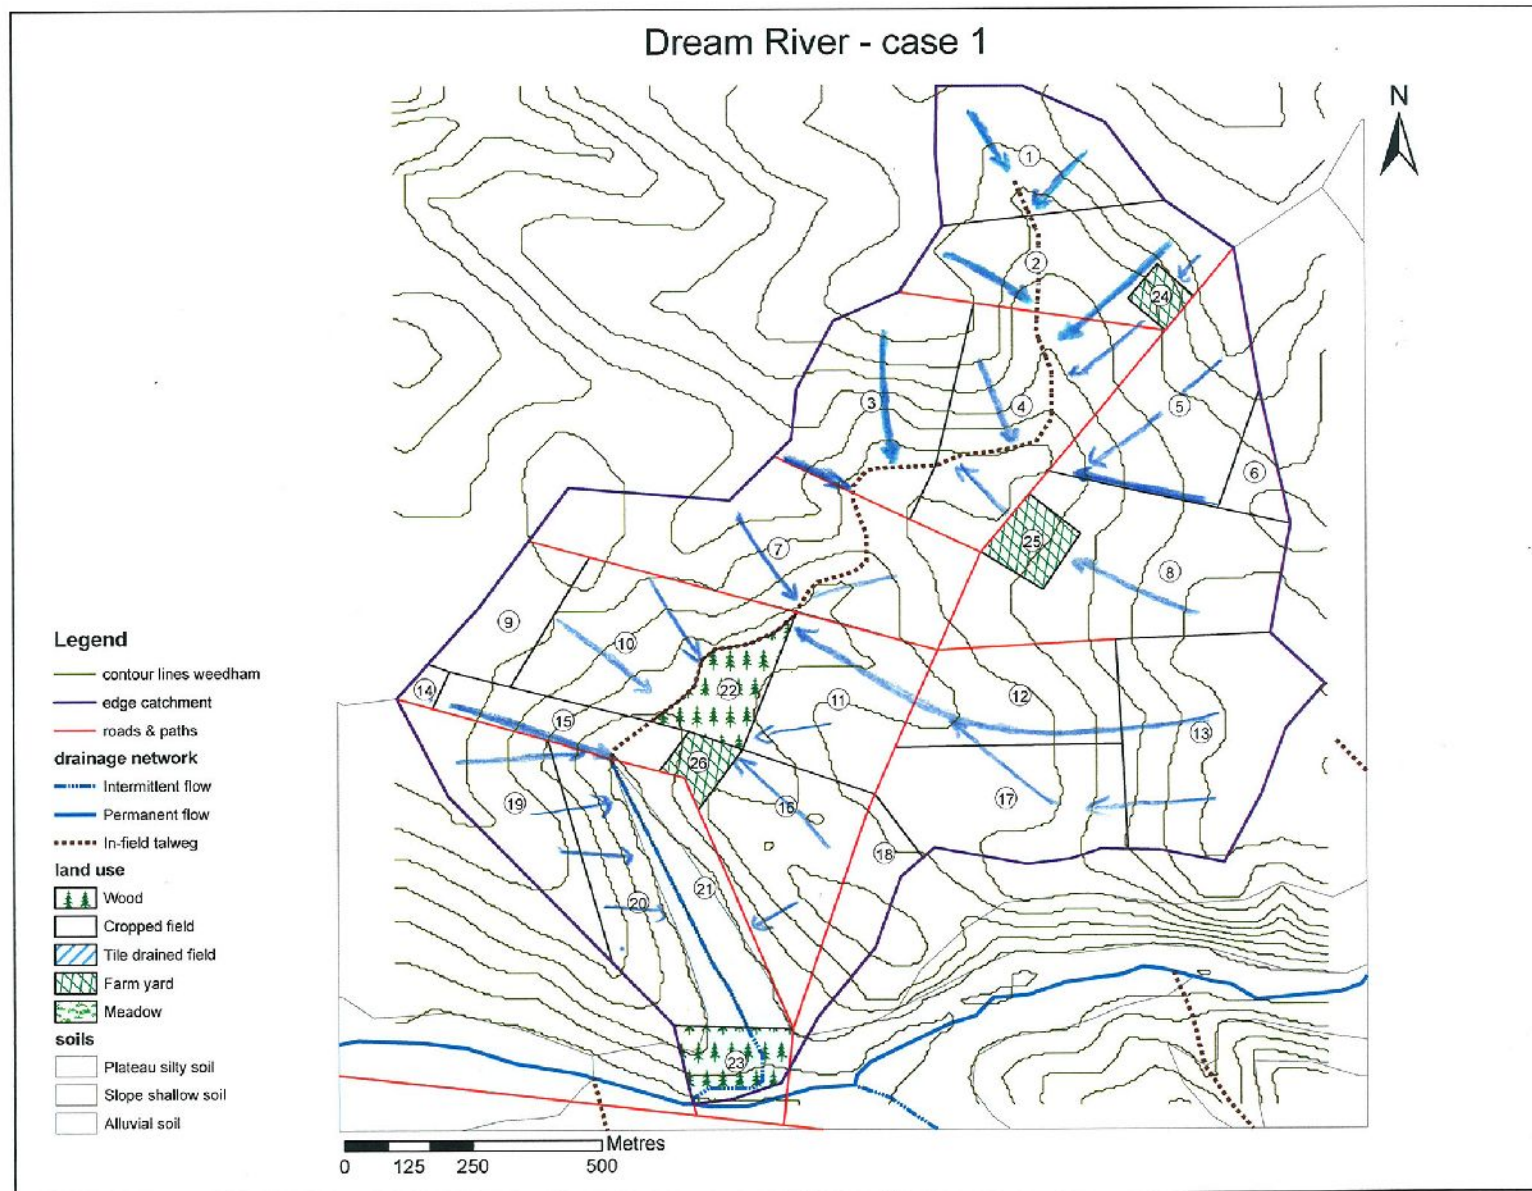 Dream River - case 1
N
1
2
24
3
4
5
6
7
25
8
9
10
22
11
12
13
14
15
26
16
17
18
19
20
21
23
Legend
contour lines weedham
edge catchment
roads & paths
drainage network
Intermittent flow
Permanent flow
In-field talweg
land use
Wood
Cropped field
Tile drained field
Farm yard
Meadow
soils
Plateau silty soil
Slope shallow soil
Alluvial soil
Metres
0 125 250 500